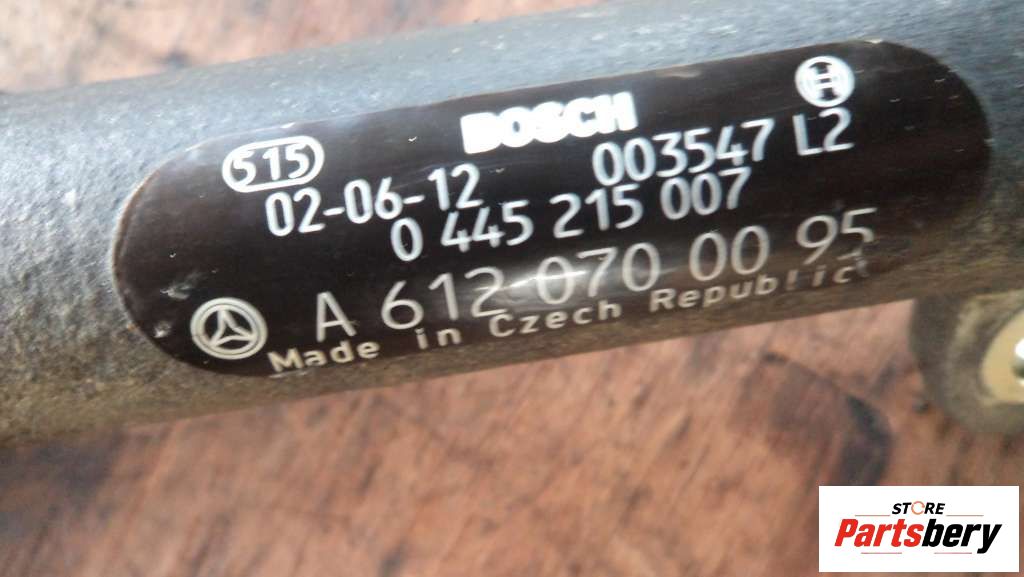 BOSCH
515
02-06-12 003547 L2
0 445 215 007
A 612 070 00 95
Made in Czech Republic
STORE
Partsbery